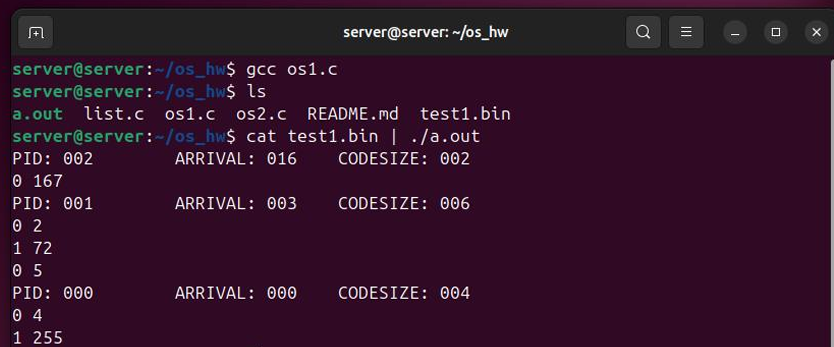 server@server: ~/os_hw
server@server:~/os_hw$ gcc os1.c
server@server:~/os_hw$ ls
a.out  list.c  os1.c  os2.c  README.md  test1.bin
server@server:~/os_hw$ cat test1.bin | ./a.out
PID: 002        ARRIVAL: 016    CODESIZE: 002
0 167
PID: 001        ARRIVAL: 003    CODESIZE: 006
0 2
1 72
0 5
PID: 000        ARRIVAL: 000    CODESIZE: 004
0 4
1 255